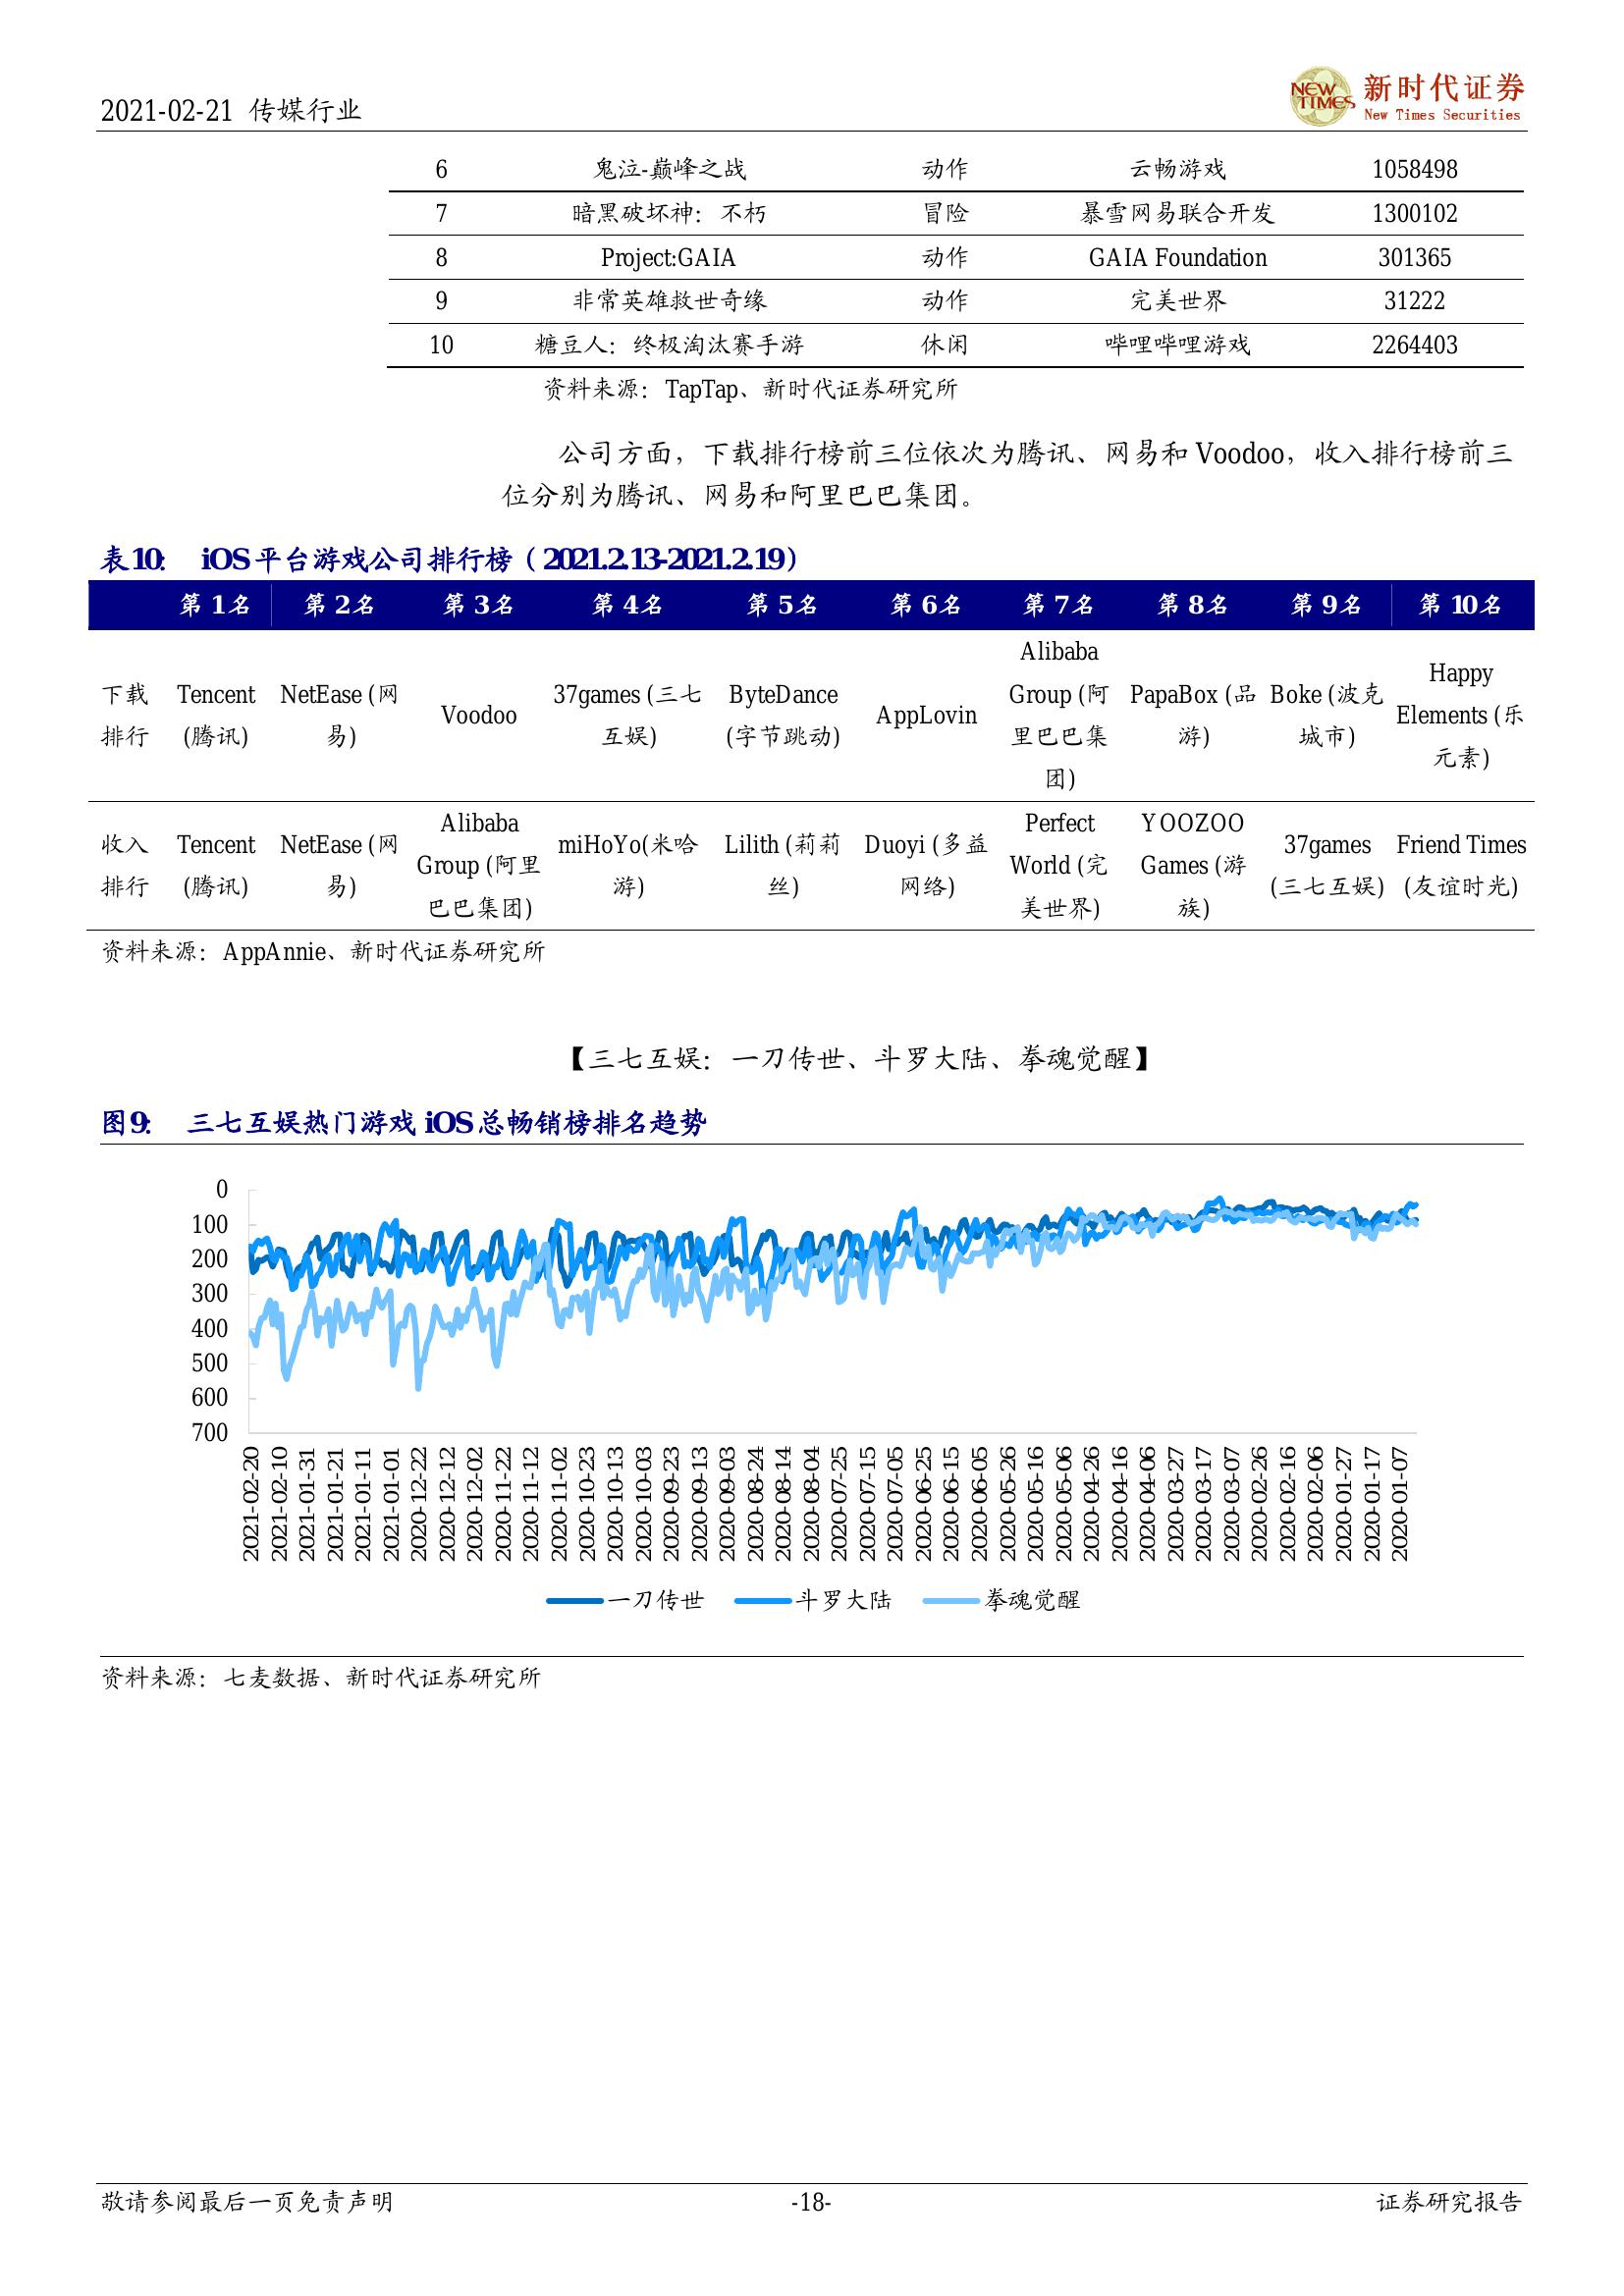 2021-02-21 传媒行业
NEW TIMES 新时代证券
New Times Securities
6 鬼泣-巅峰之战 动作 云畅游戏 1058498
7 暗黑破坏神：不朽 冒险 暴雪网易联合开发 1300102
8 Project:GAIA 动作 GAIA Foundation 301365
9 非常英雄救世奇缘 动作 完美世界 31222
10 糖豆人：终极淘汰赛手游 休闲 哔哩哔哩游戏 2264403
资料来源：TapTap、新时代证券研究所
公司方面，下载排行榜前三位依次为腾讯、网易和 Voodoo，收入排行榜前三
位分别为腾讯、网易和阿里巴巴集团。
表10： iOS 平台游戏公司排行榜（2021.2.13-2021.2.19）
第 1名 第 2名 第 3名 第 4名 第 5名 第 6名 第 7名 第 8名 第 9名 第 10名
下载排行 Tencent (腾讯) NetEase (网易) Voodoo 37games (三七互娱) ByteDance (字节跳动) AppLovin Alibaba Group (阿里巴巴集团) PapaBox (品游) Boke (波克城市) Happy Elements (乐元素)
收入排行 Tencent (腾讯) NetEase (网易) Alibaba Group (阿里巴巴集团) miHoYo(米哈游) Lilith (莉莉丝) Duoyi (多益网络) Perfect World (完美世界) YOOZOO Games (游族) 37games (三七互娱) Friend Times (友谊时光)
资料来源：AppAnnie、新时代证券研究所
【三七互娱：一刀传世、斗罗大陆、拳魂觉醒】
图9： 三七互娱热门游戏 iOS 总畅销榜排名趋势
0
100
200
300
400
500
600
700
2021-02-20
2021-02-10
2021-01-31
2021-01-21
2021-01-11
2021-01-01
2020-12-22
2020-12-12
2020-12-02
2020-11-22
2020-11-12
2020-11-02
2020-10-23
2020-10-13
2020-10-03
2020-09-23
2020-09-13
2020-09-03
2020-08-24
2020-08-14
2020-08-04
2020-07-25
2020-07-15
2020-07-05
2020-06-25
2020-06-15
2020-06-05
2020-05-26
2020-05-16
2020-05-06
2020-04-26
2020-04-16
2020-04-06
2020-03-27
2020-03-17
2020-03-07
2020-02-26
2020-02-16
2020-02-06
2020-01-27
2020-01-17
2020-01-07
一刀传世 斗罗大陆 拳魂觉醒
资料来源：七麦数据、新时代证券研究所
敬请参阅最后一页免责声明 -18- 证券研究报告